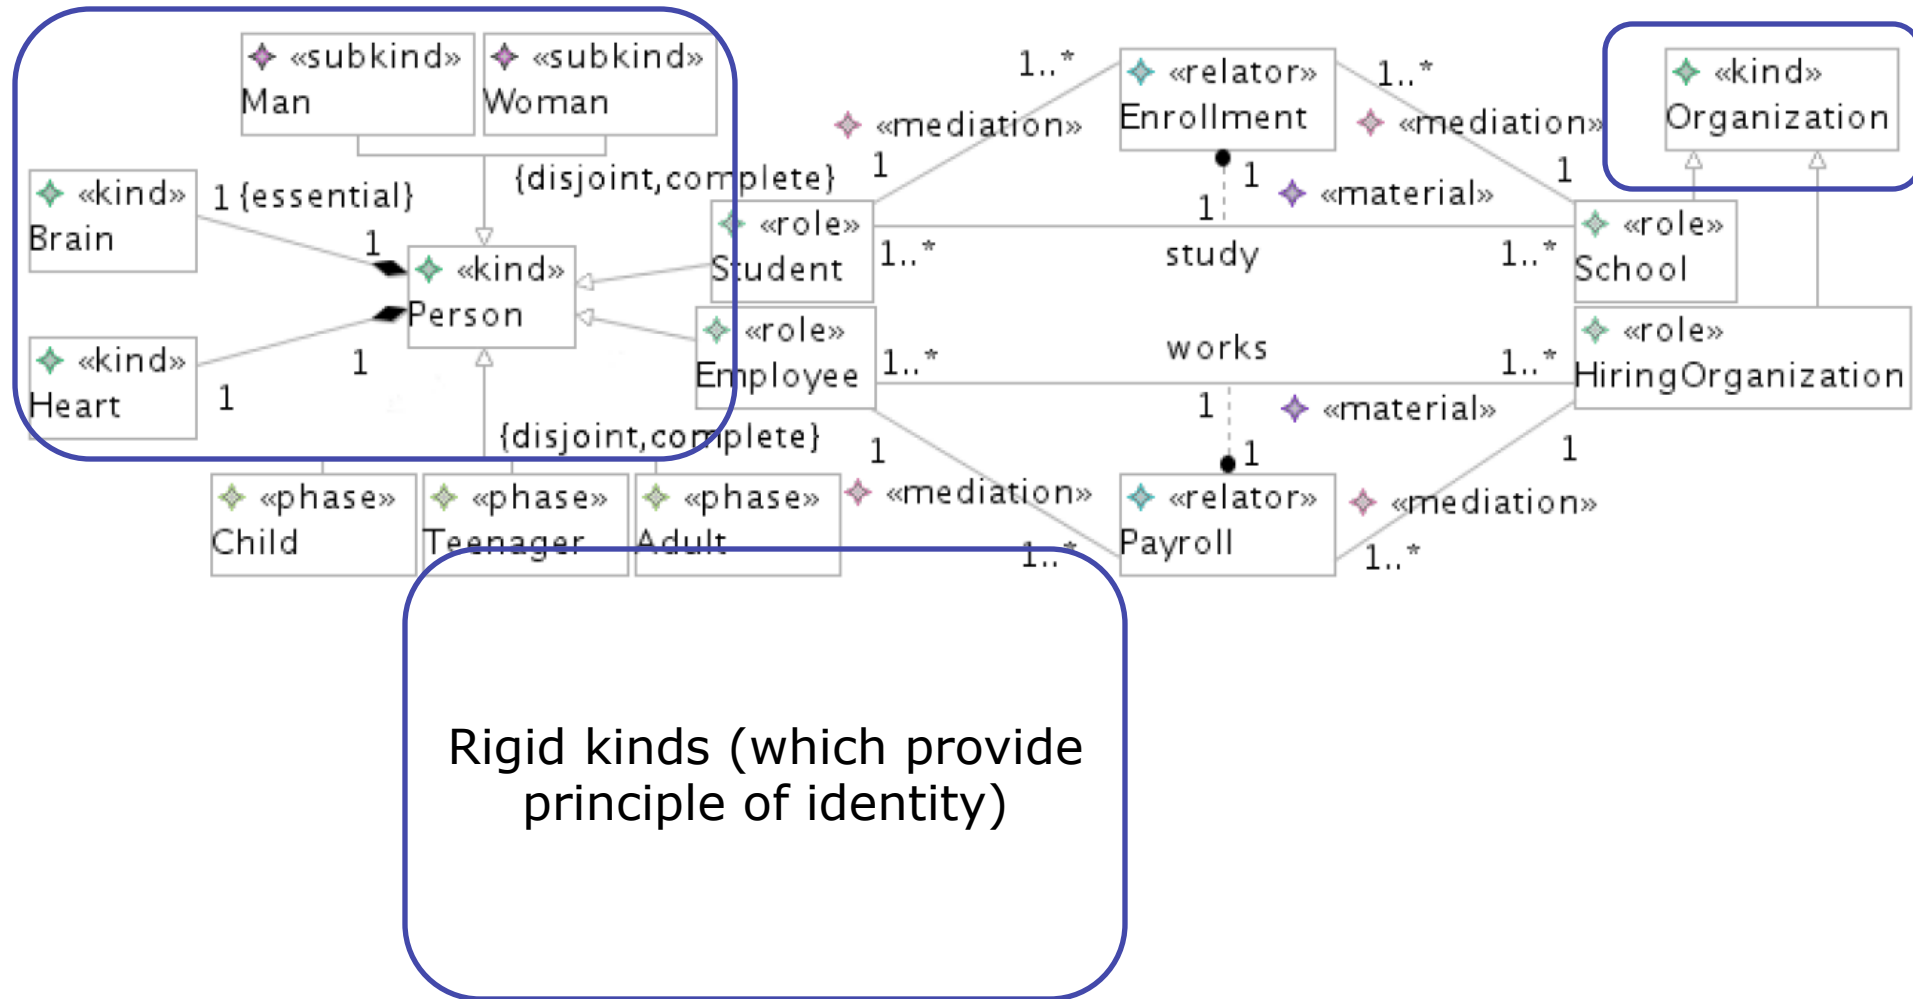 «subkind»
Man
«subkind»
Woman
1..*
«relator»
Enrollment
1..*
«kind»
Organization
«mediation»
«mediation»
«kind»
Brain
1 {essential}
{disjoint,complete}
1
1
1
«material»
1
1
«kind»
Person
«role»
Student
1..*
study
1..*
«role»
School
«kind»
Heart
1
1
«role»
Employee
1..*
works
1..*
«role»
HiringOrganization
1
«material»
{disjoint,complete}
1
1
1
«phase»
Child
«phase»
Teenager
«phase»
Adult
«mediation»
1..*
«relator»
Payroll
«mediation»
1..*
Rigid kinds (which provide
principle of identity)